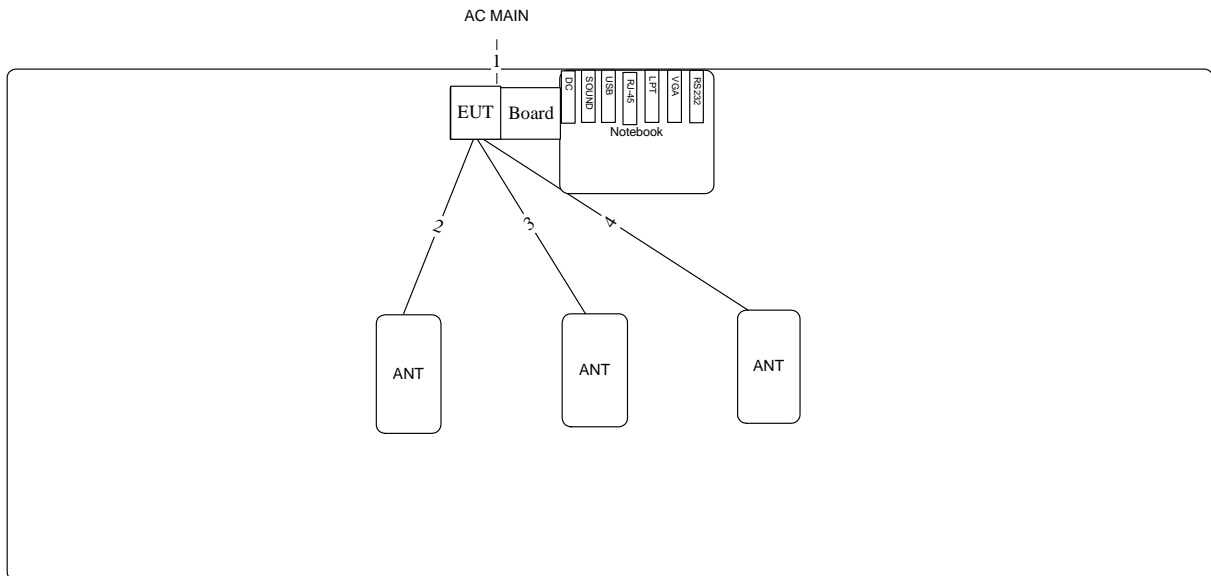 AC MAIN
1
EUT
Board
DC
SOUND
USB
RJ-45
LPT
VGA
RS232
Notebook
2
3
4
ANT
ANT
ANT